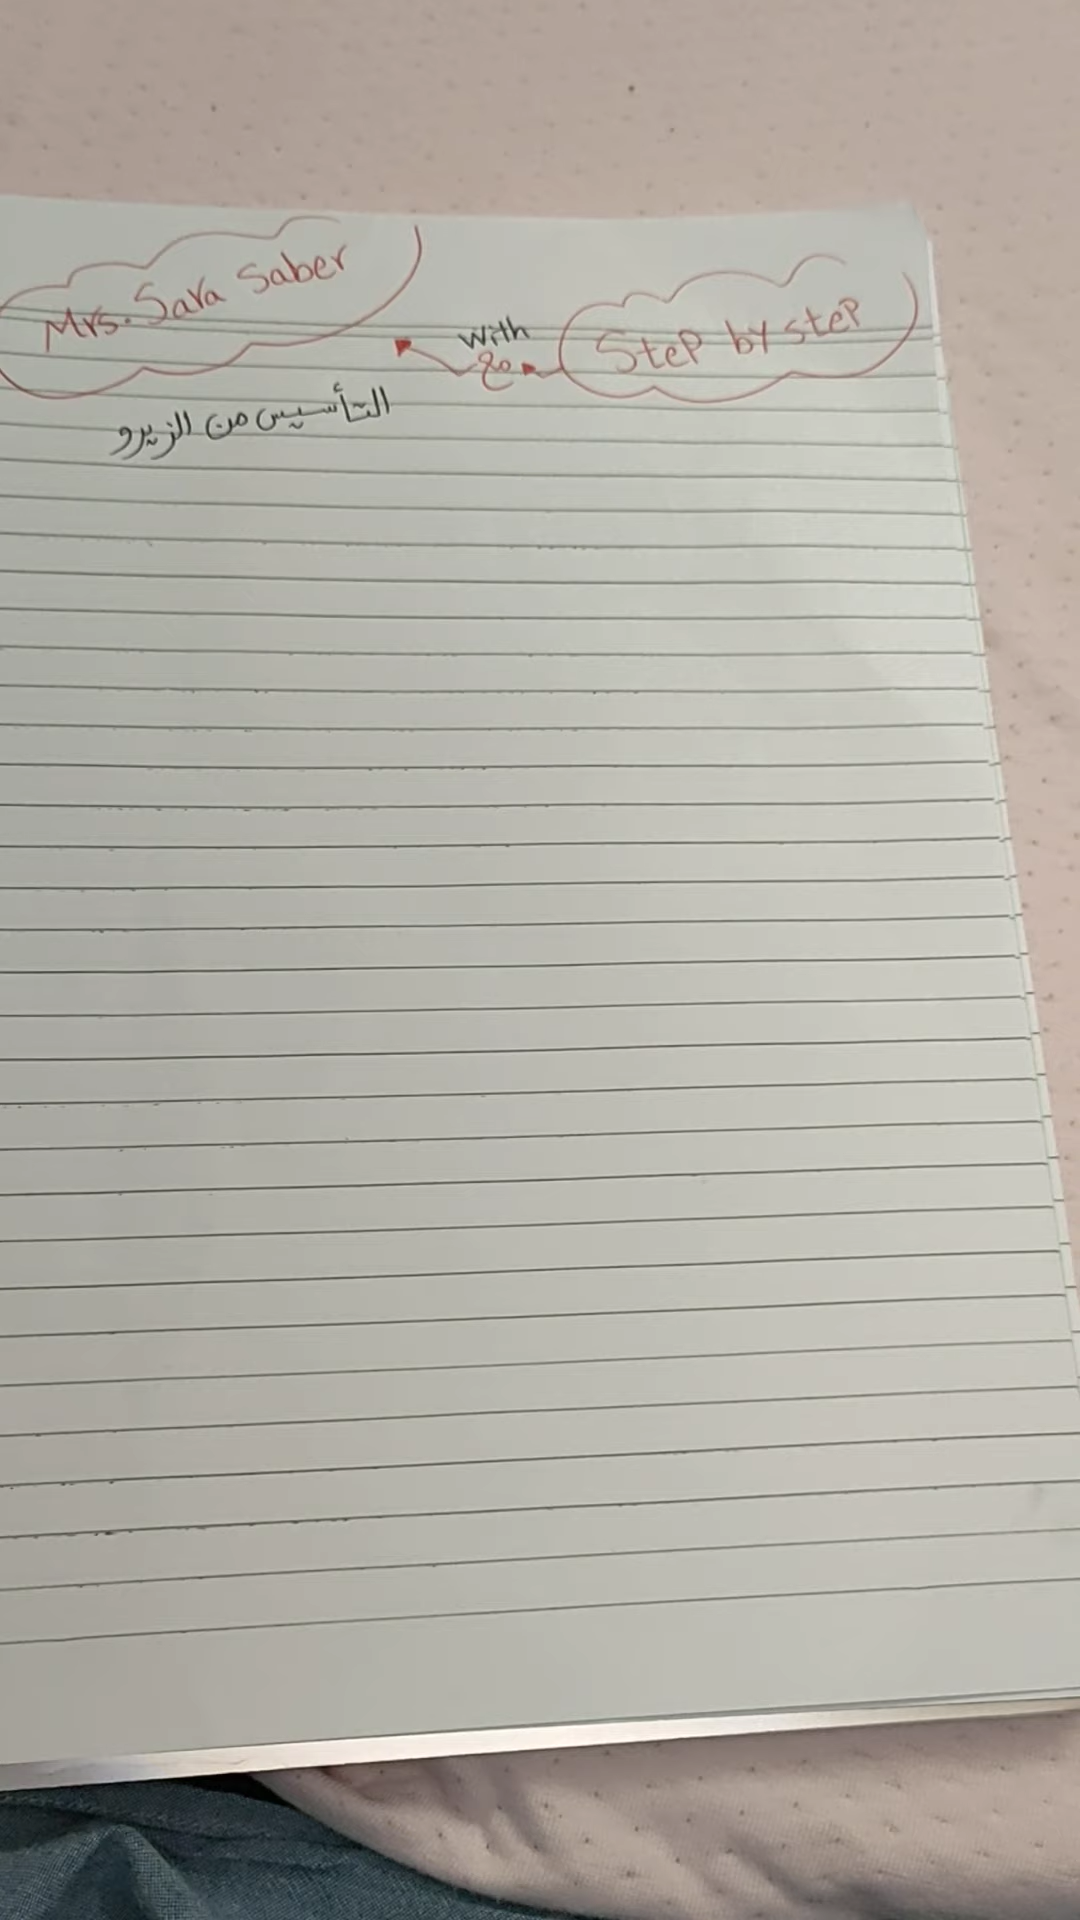 Mrs. Sara Saber
with
مع
Step by step
التأسيس من الزيرو